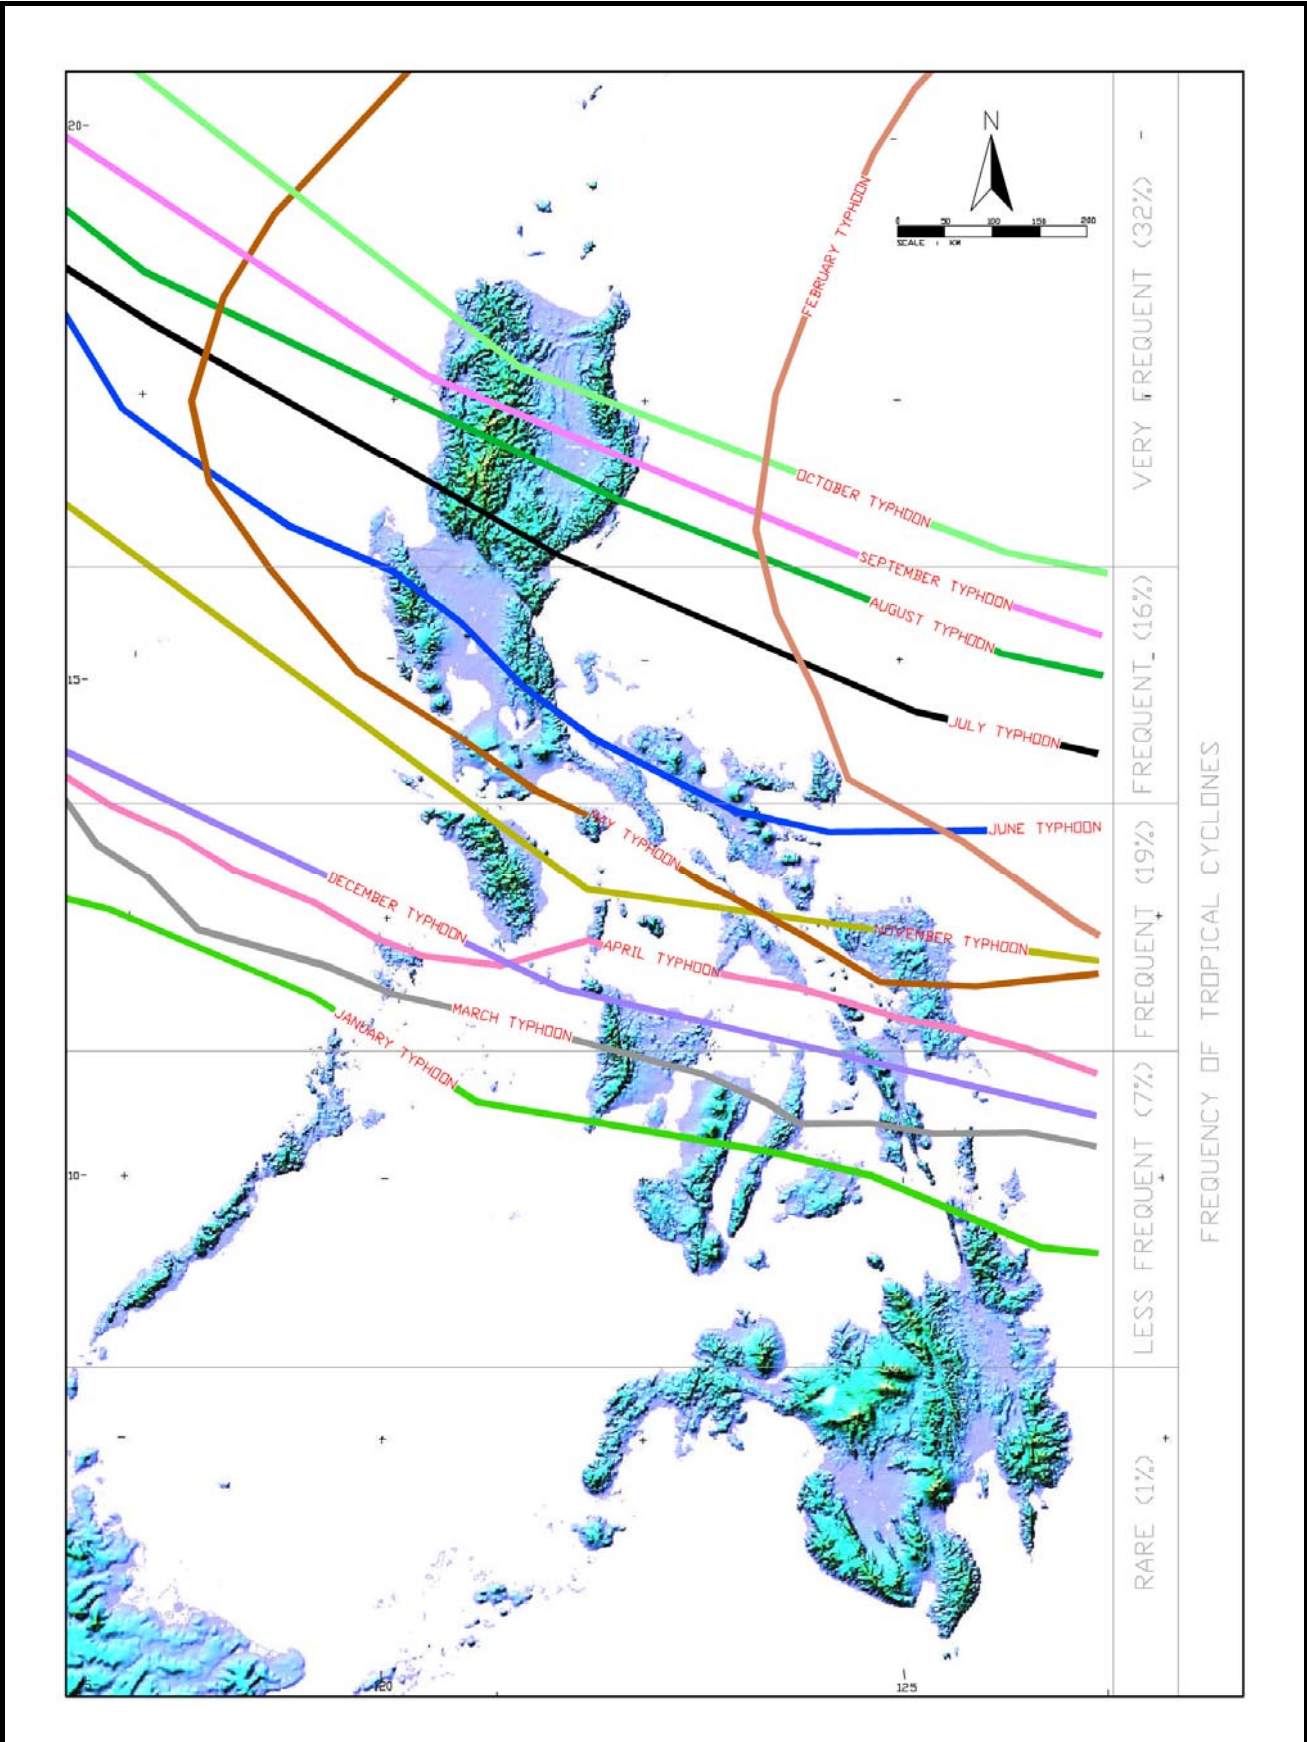 20-
N
0 50 100 150 200
SCALE : KM
FEBRUARY TYPHOON
VERY FREQUENT (32%)
OCTOBER TYPHOON
SEPTEMBER TYPHOON
AUGUST TYPHOON
FREQUENT (16%)
15-
JULY TYPHOON
JUNE TYPHOON
MAY TYPHOON
FREQUENT (19%)
FREQUENCY OF TROPICAL CYCLONES
DECEMBER TYPHOON
NOVEMBER TYPHOON
APRIL TYPHOON
MARCH TYPHOON
JANUARY TYPHOON
LESS FREQUENT (7%)
10-
RARE (1%)
5
120
125